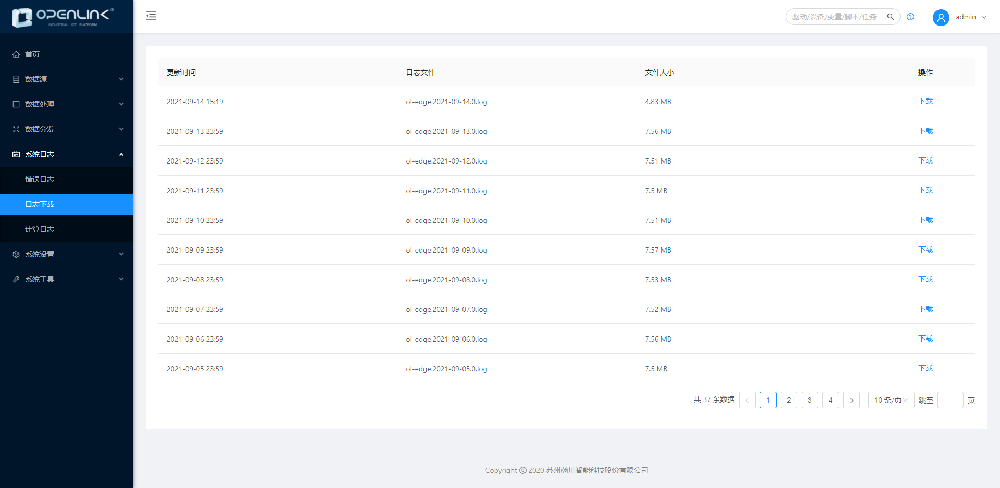 OPENLINK®
INDUSTRIAL IOT PLATFORM
驱动/设备/变量/脚本/任务
admin
首页
数据源
数据处理
数据分发
系统日志
错误日志
日志下载
计算日志
系统设置
系统工具
更新时间 日志文件 文件大小 操作
2021-09-14 15:19 ol-edge.2021-09-14.0.log 4.83 MB 下载
2021-09-13 23:59 ol-edge.2021-09-13.0.log 7.56 MB 下载
2021-09-12 23:59 ol-edge.2021-09-12.0.log 7.51 MB 下载
2021-09-11 23:59 ol-edge.2021-09-11.0.log 7.5 MB 下载
2021-09-10 23:59 ol-edge.2021-09-10.0.log 7.51 MB 下载
2021-09-09 23:59 ol-edge.2021-09-09.0.log 7.57 MB 下载
2021-09-08 23:59 ol-edge.2021-09-08.0.log 7.53 MB 下载
2021-09-07 23:59 ol-edge.2021-09-07.0.log 7.52 MB 下载
2021-09-06 23:59 ol-edge.2021-09-06.0.log 7.56 MB 下载
2021-09-05 23:59 ol-edge.2021-09-05.0.log 7.5 MB 下载
共 37 条数据 < 1 2 3 4 > 10 条/页 跳至 页
Copyright © 2020 苏州瀚川智能科技股份有限公司